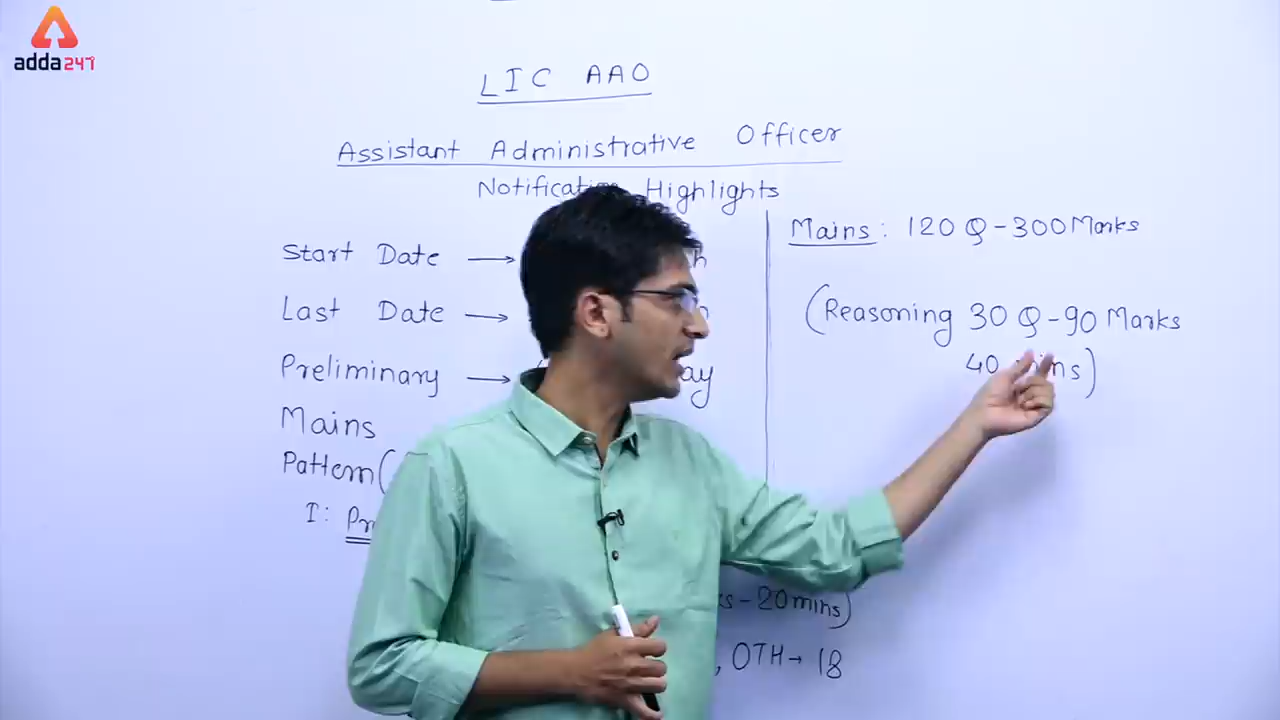 adda247
LIC AAO
Assistant Administrative Officer
Notification Highlights
Start Date →
Last Date →
Preliminary →
Mains
Pattern (
I:
20 mins)
, OTH → 18
Mains: 120 Q - 300 Marks
(Reasoning 30 Q - 90 Marks
40 mins)